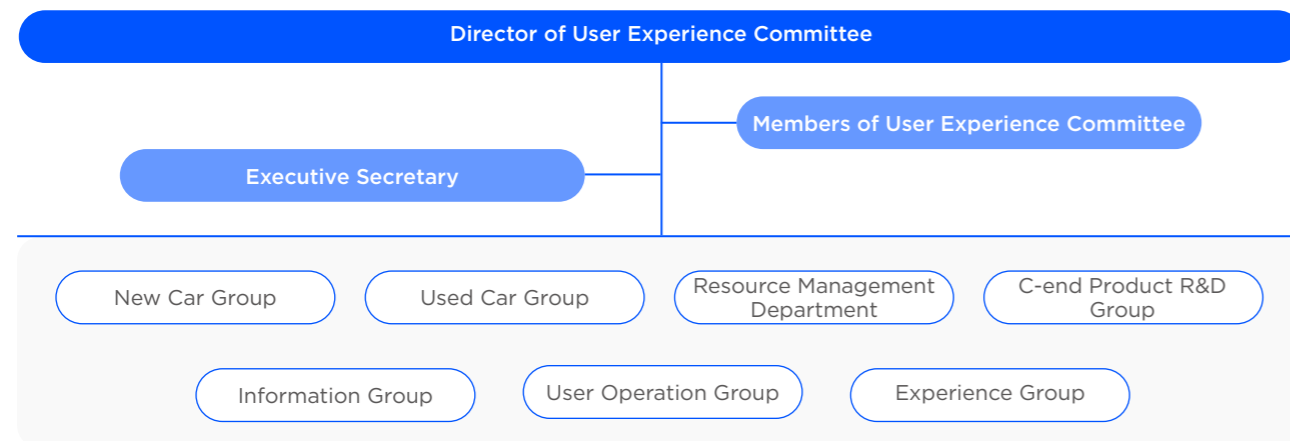 Director of User Experience Committee
Members of User Experience Committee
Executive Secretary
New Car Group
Used Car Group
Resource Management
Department
C-end Product R&D
Group
Information Group
User Operation Group
Experience Group